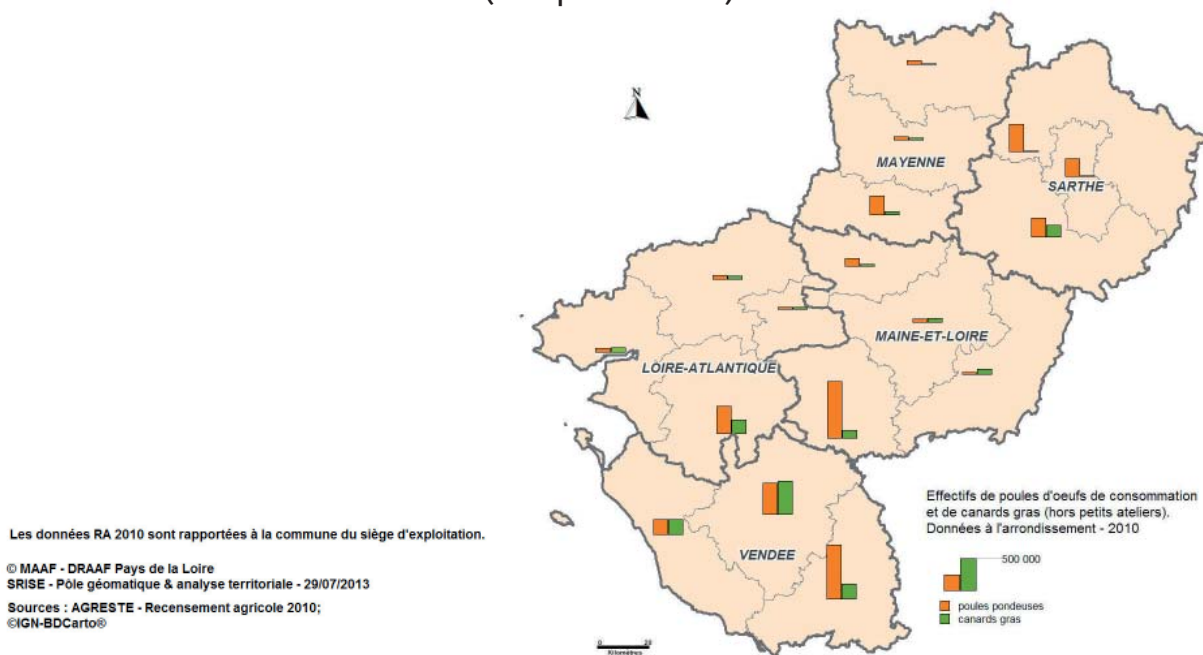 N
MAYENNE
SARTHE
MAINE-ET-LOIRE
LOIRE-ATLANTIQUE
VENDEE
Effectifs de poules d'oeufs de consommation
et de canards gras (hors petits ateliers).
Données à l'arrondissement - 2010
500 000
poules pondeuses
canards gras
Les données RA 2010 sont rapportées à la commune du siège d'exploitation.
© MAAF - DRAAF Pays de la Loire
SRISE - Pôle géomatique & analyse territoriale - 29/07/2013
Sources : AGRESTE - Recensement agricole 2010;
©IGN-BDCarto®
0 20
Kilomètres